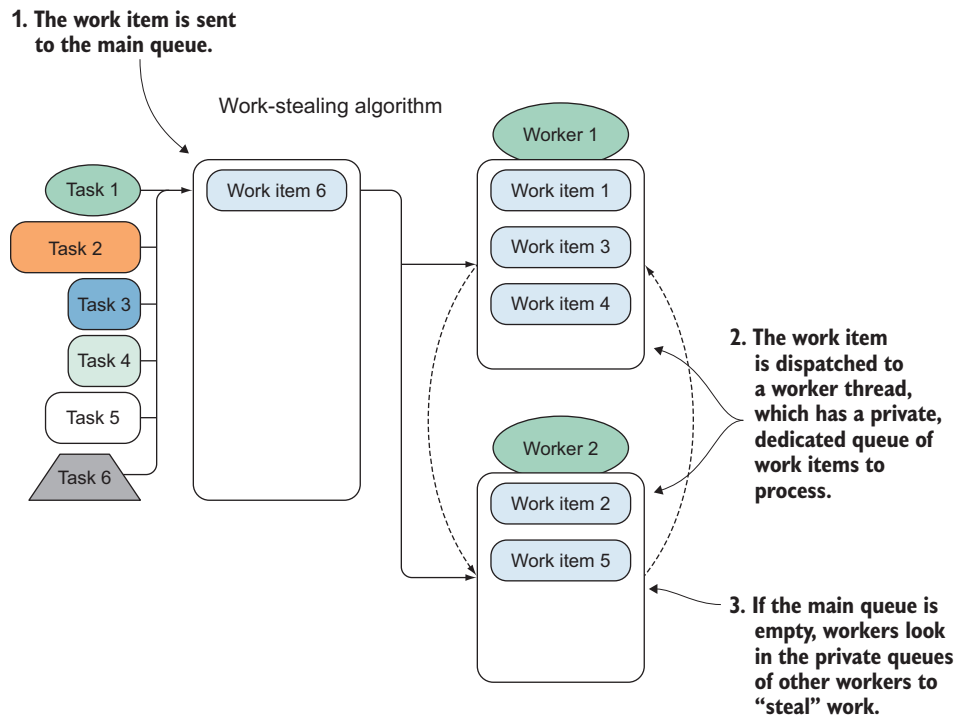 1. The work item is sent
to the main queue.
Work-stealing algorithm
Task 1
Task 2
Task 3
Task 4
Task 5
Task 6
Work item 6
Worker 1
Work item 1
Work item 3
Work item 4
2. The work item
is dispatched to
a worker thread,
which has a private,
dedicated queue of
work items to
process.
Worker 2
Work item 2
Work item 5
3. If the main queue is
empty, workers look
in the private queues
of other workers to
“steal” work.